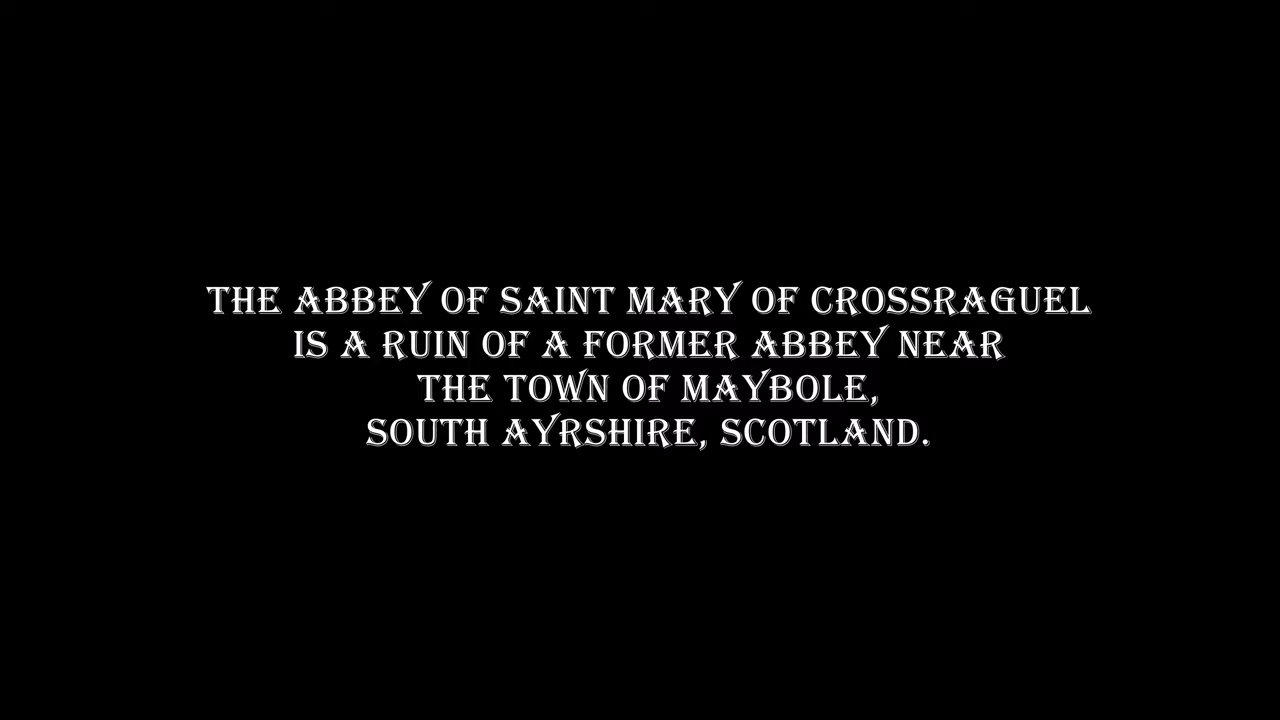 THE ABBEY OF SAINT MARY OF CROSSRAGUEL
IS A RUIN OF A FORMER ABBEY NEAR
THE TOWN OF MAYBOLE,
SOUTH AYRSHIRE, SCOTLAND.